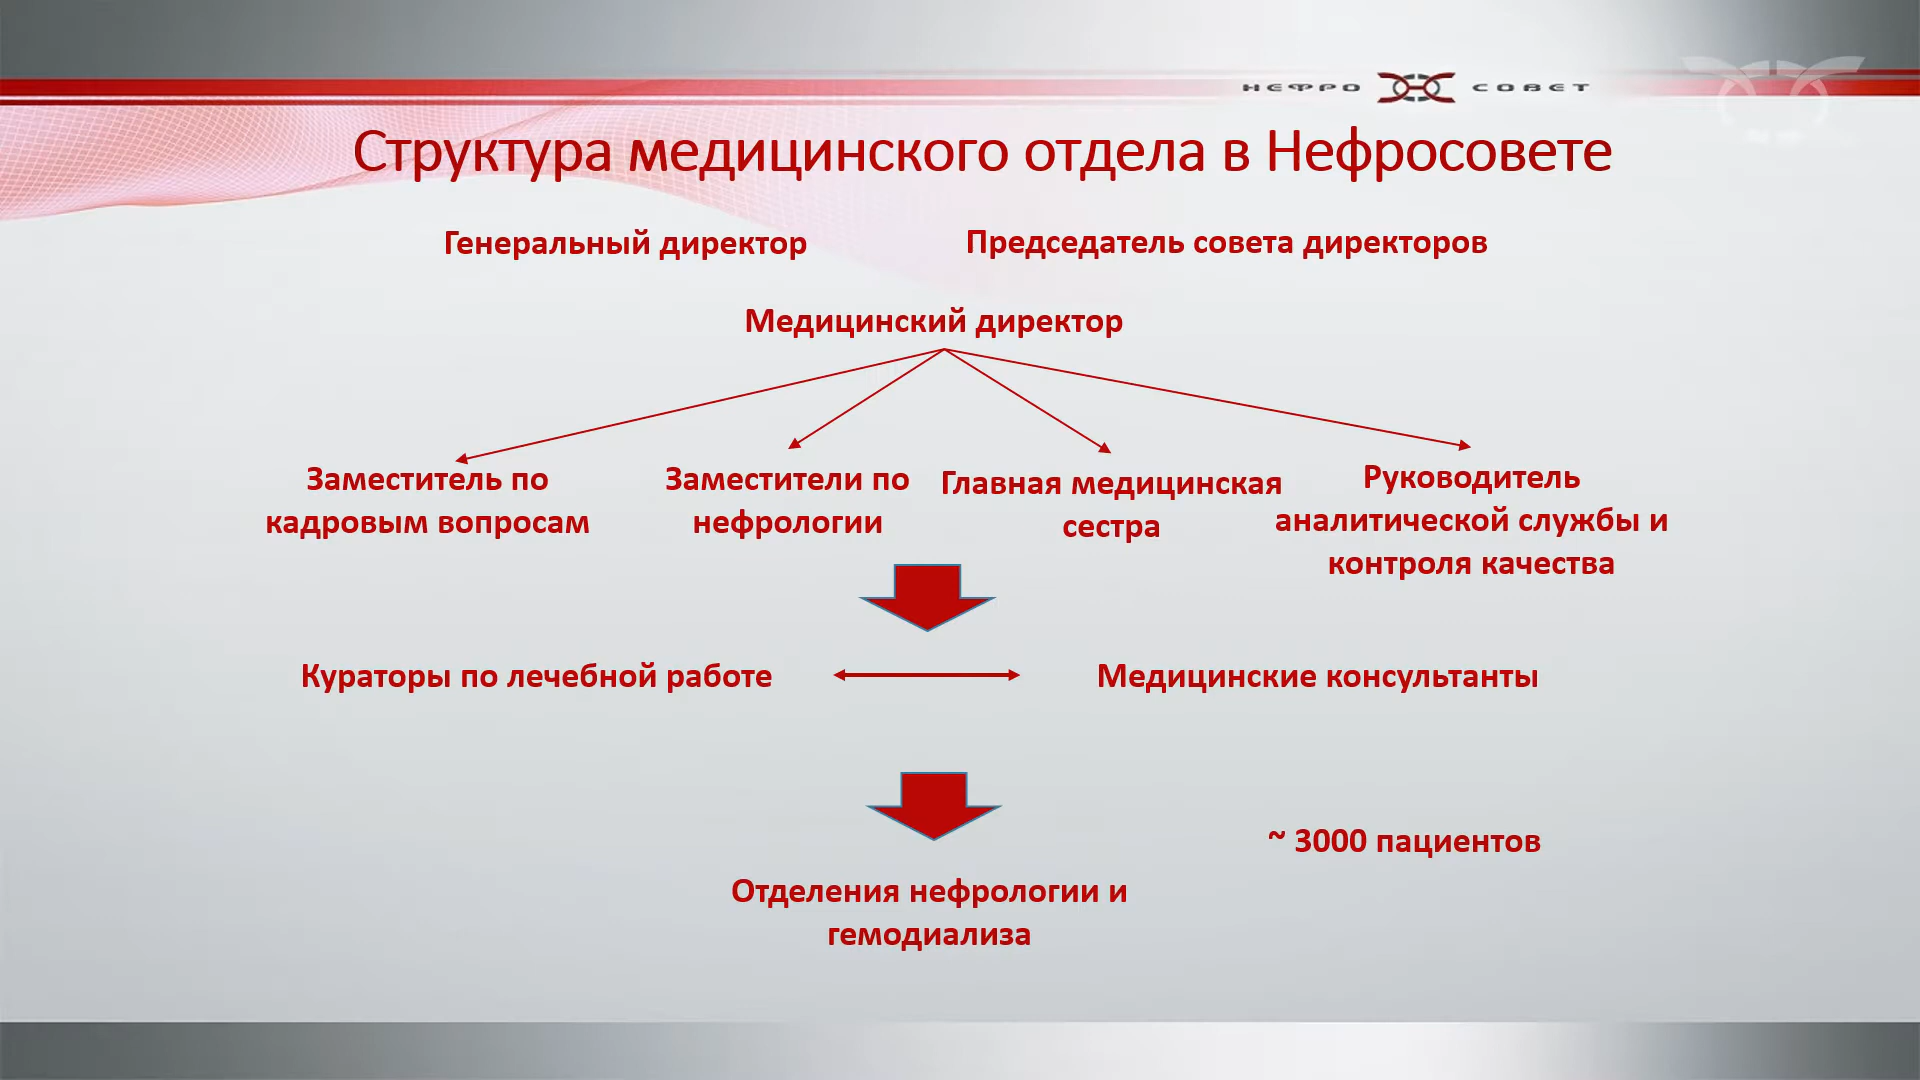 НЕФРО СОВЕТ
Структура медицинского отдела в Нефросовете
Генеральный директор
Председатель совета директоров
Медицинский директор
Заместитель по
кадровым вопросам
Заместители по
нефрологии
Главная медицинская
сестра
Руководитель
аналитической службы и
контроля качества
Кураторы по лечебной работе
Медицинские консультанты
~ 3000 пациентов
Отделения нефрологии и
гемодиализа